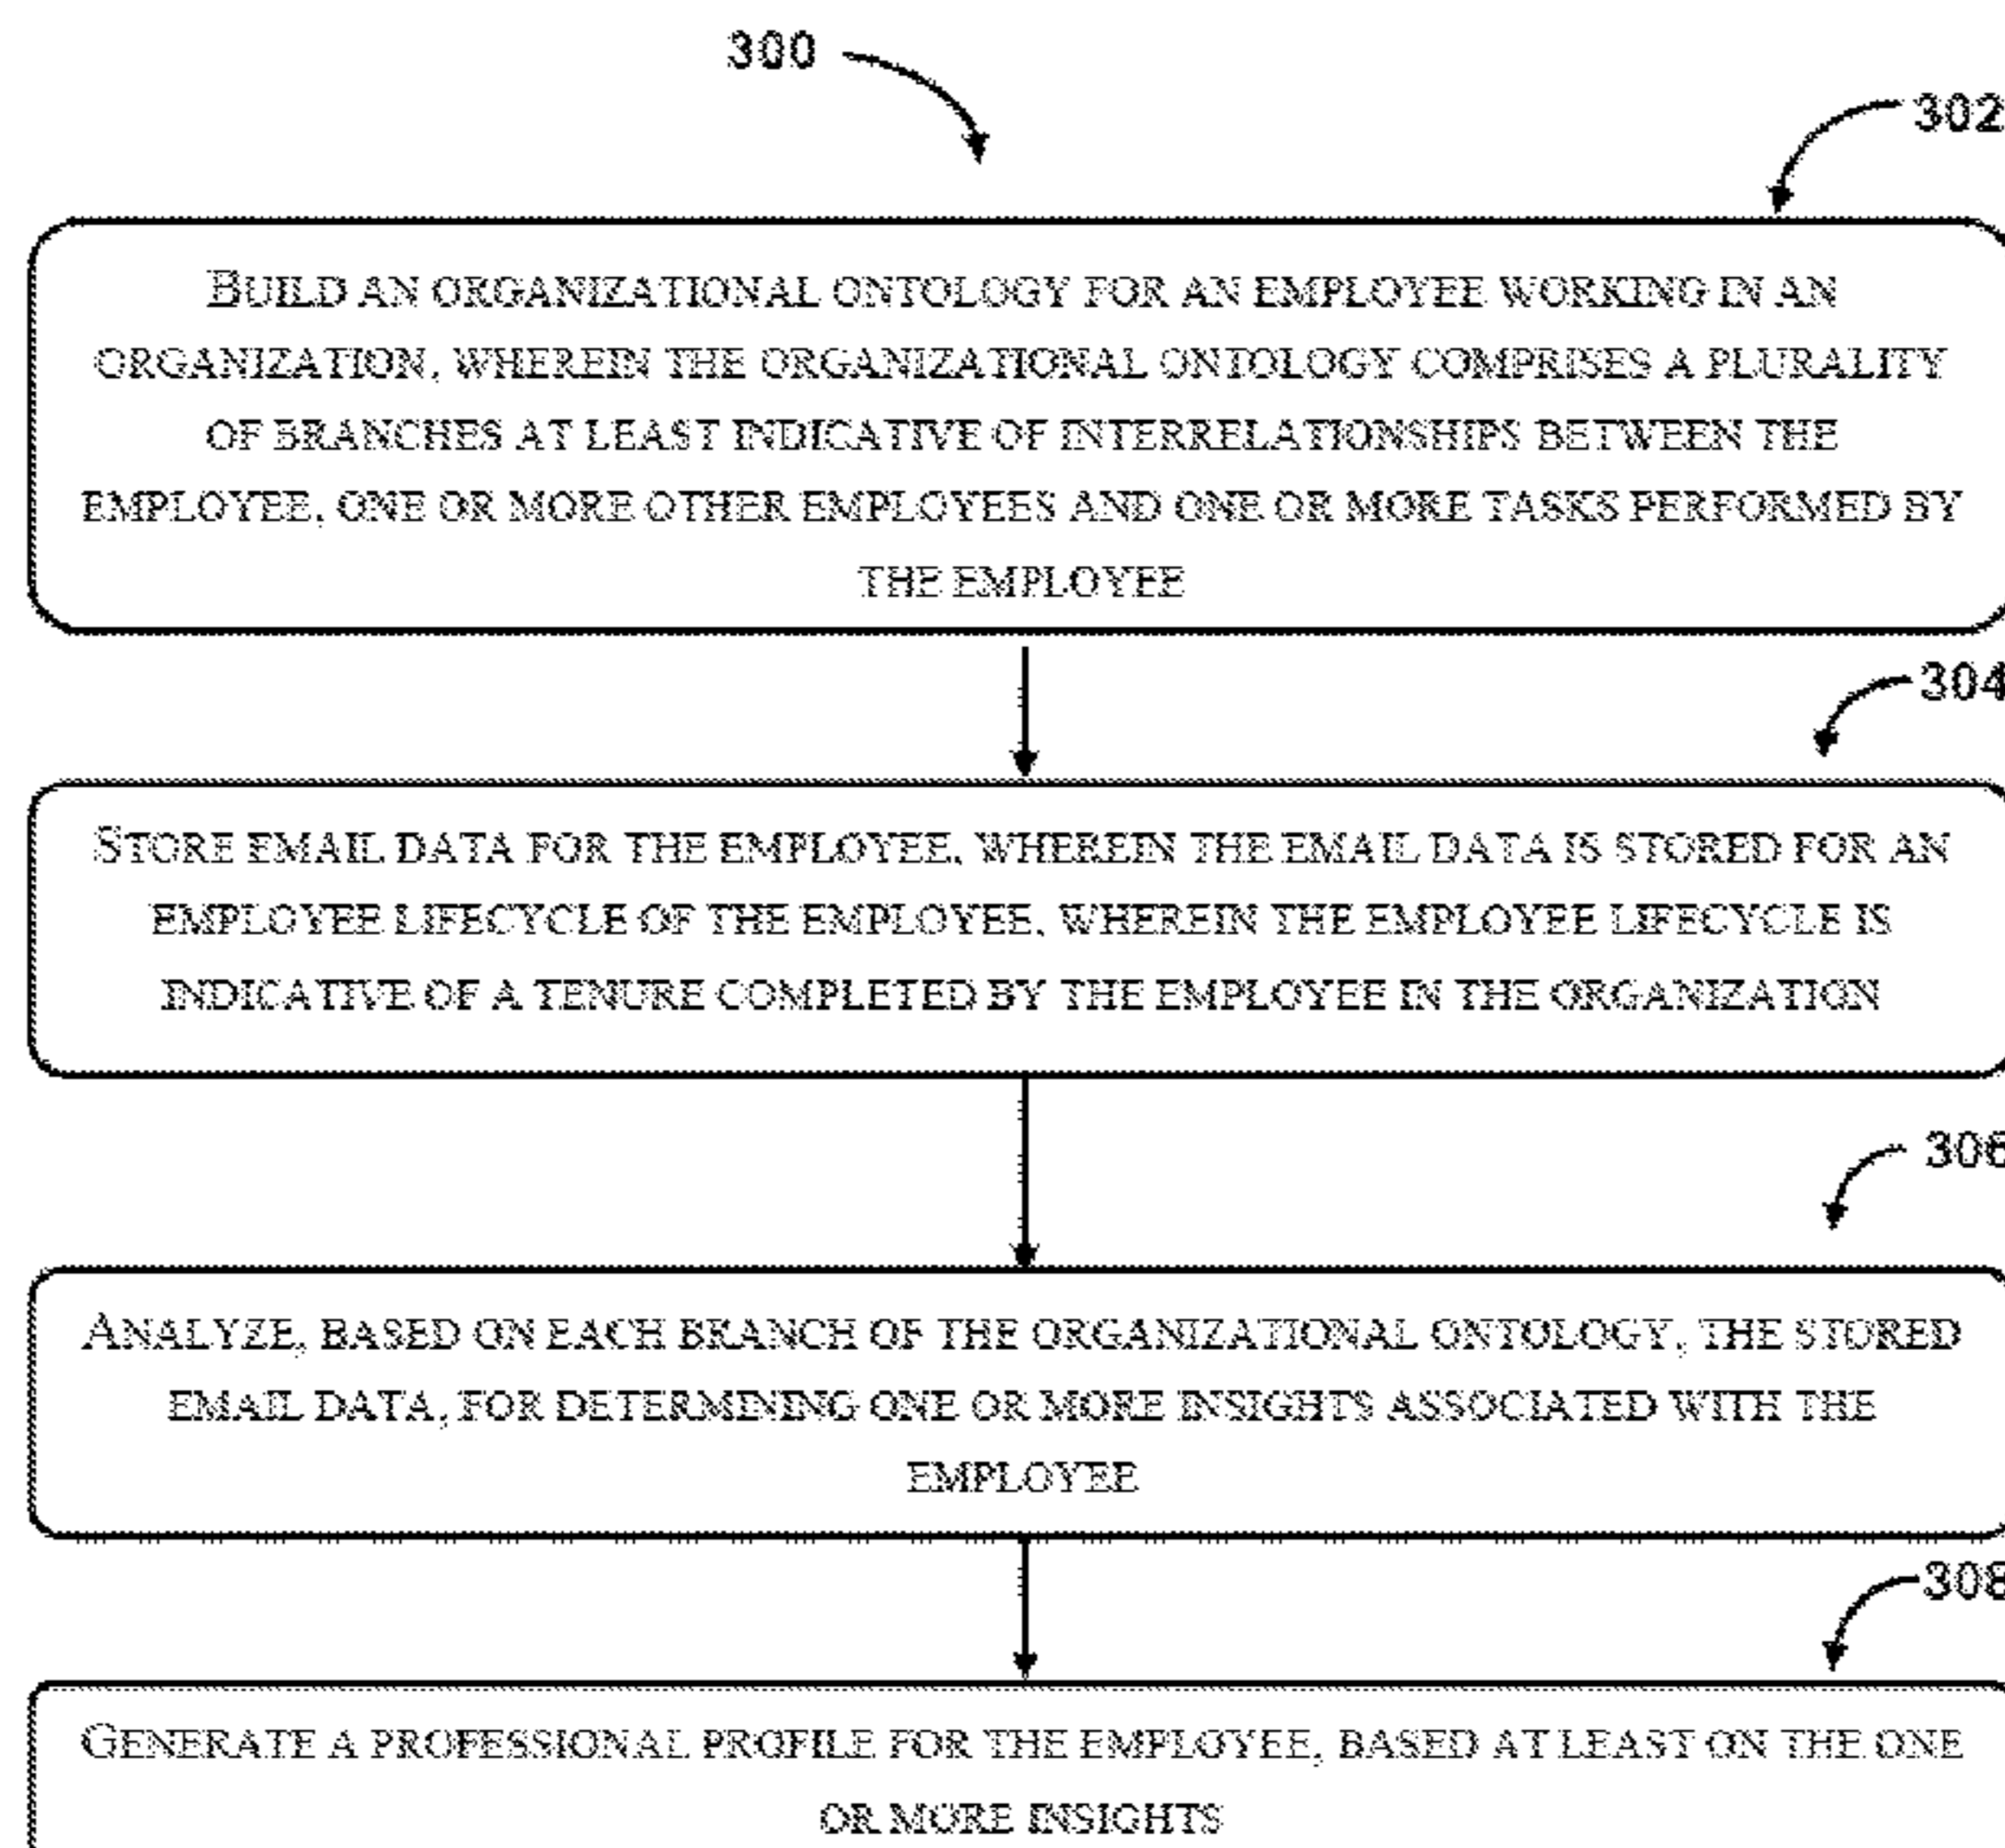 300
302
BUILD AN ORGANIZATIONAL ONTOLOGY FOR AN EMPLOYEE WORKING IN AN
ORGANIZATION, WHEREIN THE ORGANIZATIONAL ONTOLOGY COMPRISES A PLURALITY
OF BRANCHES AT LEAST INDICATIVE OF INTERRELATIONSHIPS BETWEEN THE
EMPLOYEE, ONE OR MORE OTHER EMPLOYEES AND ONE OR MORE TASKS PERFORMED BY
THE EMPLOYEE
304
STORE EMAIL DATA FOR THE EMPLOYEE, WHEREIN THE EMAIL DATA IS STORED FOR AN
EMPLOYEE LIFECYCLE OF THE EMPLOYEE, WHEREIN THE EMPLOYEE LIFECYCLE IS
INDICATIVE OF A TENURE COMPLETED BY THE EMPLOYEE IN THE ORGANIZATION
306
ANALYZE, BASED ON EACH BRANCH OF THE ORGANIZATIONAL ONTOLOGY, THE STORED
EMAIL DATA, FOR DETERMINING ONE OR MORE INSIGHTS ASSOCIATED WITH THE
EMPLOYEE
308
GENERATE A PROFESSIONAL PROFILE FOR THE EMPLOYEE, BASED AT LEAST ON THE ONE
OR MORE INSIGHTS